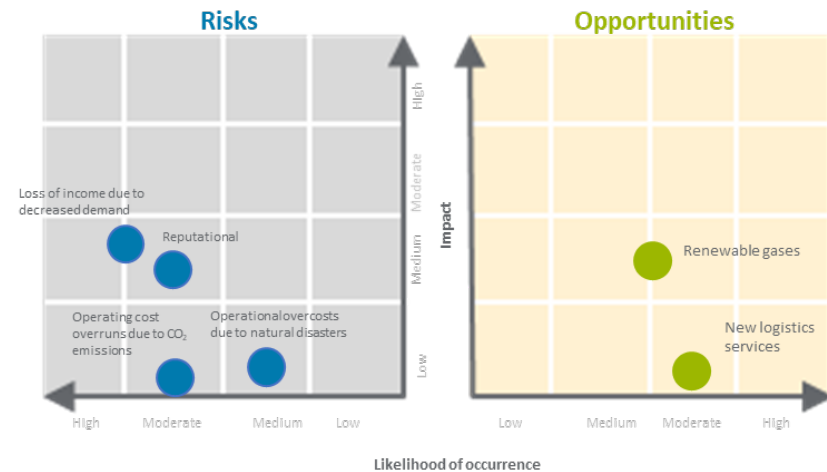 Risks
Opportunities
High
Moderate
Medium
Low
Impact
Loss of income due to
decreased demand
Reputational
Operating cost
overruns due to CO₂
emissions
Operationalovercosts
due to natural disasters
Renewable gases
New logistics
services
High
Moderate
Medium
Low
Low
Medium
Moderate
High
Likelihood of occurrence